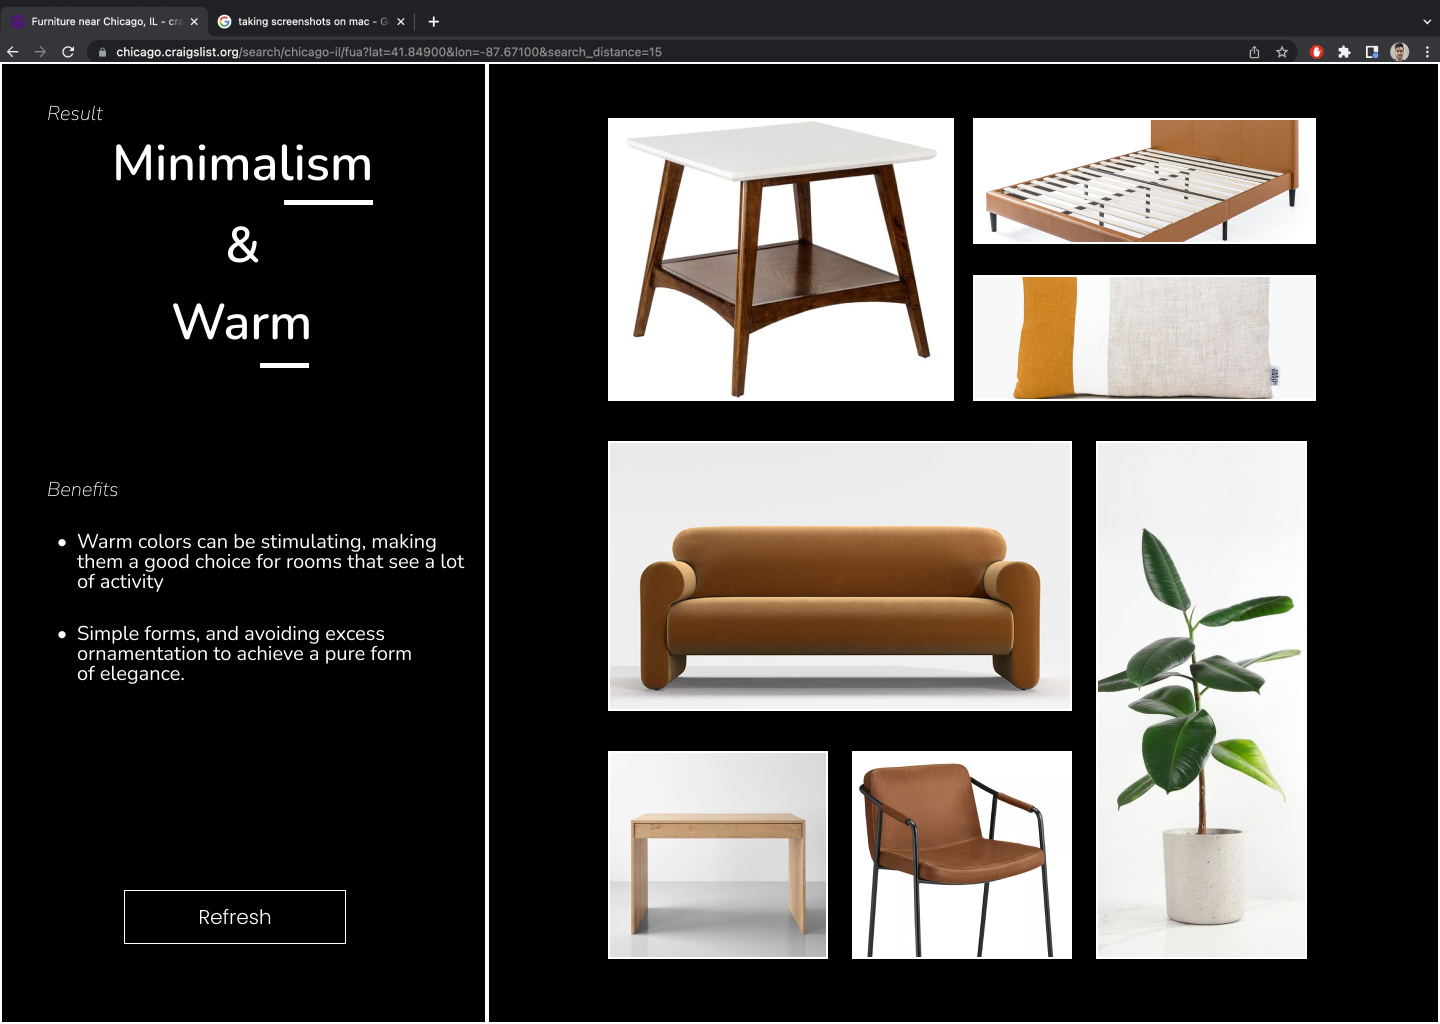 Furniture near Chicago, IL - cra
taking screenshots on mac - G
chicago.craigslist.org/search/chicago-il/fua?lat=41.84900&lon=-87.67100&search_distance=15
Result
Minimalism
&
Warm
Benefits
• Warm colors can be stimulating, making
them a good choice for rooms that see a lot
of activity
• Simple forms, and avoiding excess
ornamentation to achieve a pure form
of elegance.
Refresh